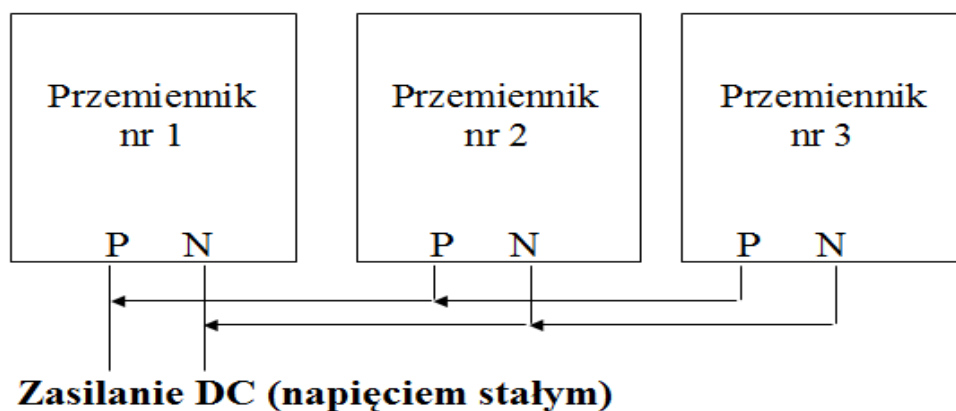 Przemiennik
nr 1
Przemiennik
nr 2
Przemiennik
nr 3
P N
P N
P N
Zasilanie DC (napięciem stałym)